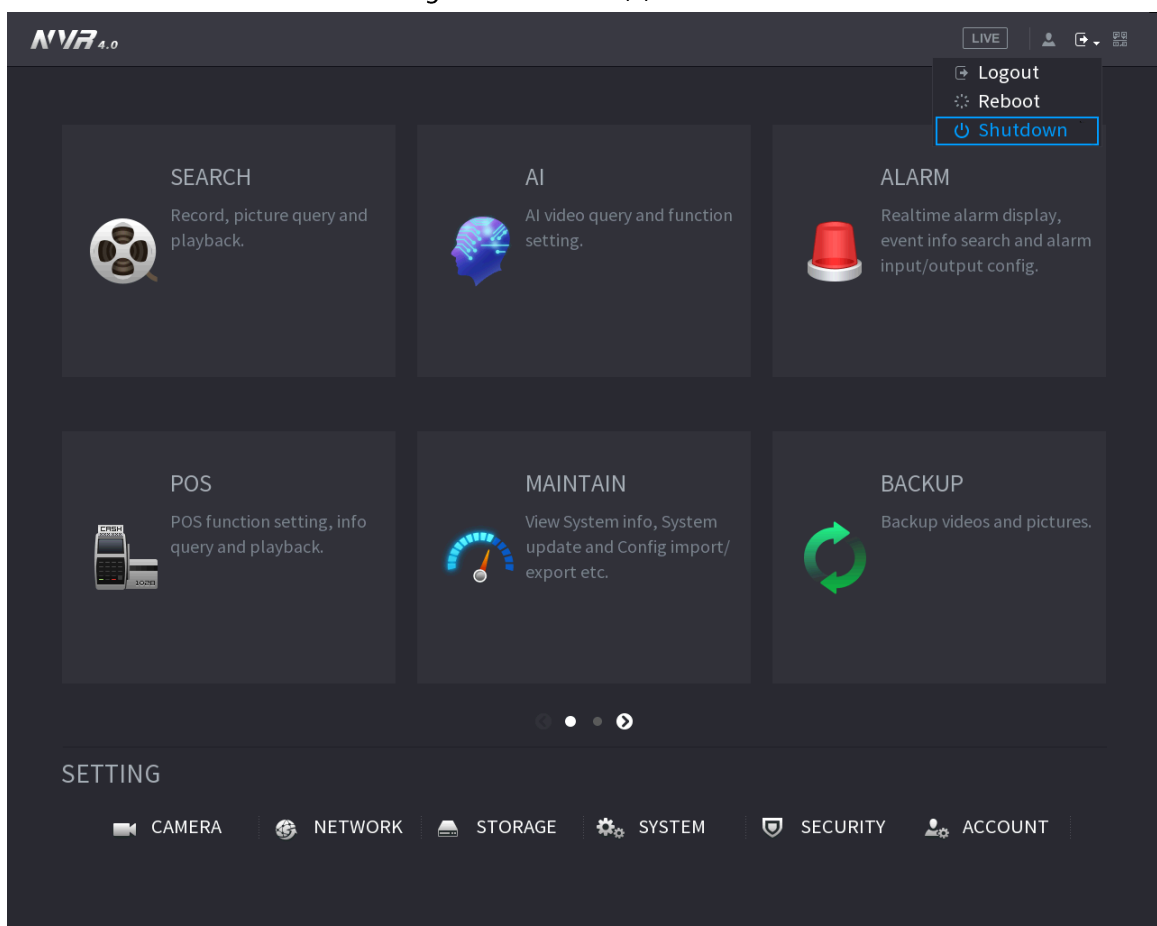 NVR 4.0
LIVE
Logout
Reboot
Shutdown
SEARCH
Record, picture query and
playback.
AI
AI video query and function
setting.
ALARM
Realtime alarm display,
event info search and alarm
input/output config.
POS
POS function setting, info
query and playback.
CASH
MAINTAIN
View System info, System
update and Config import/
export etc.
BACKUP
Backup videos and pictures.
SETTING
CAMERA
NETWORK
STORAGE
SYSTEM
SECURITY
ACCOUNT